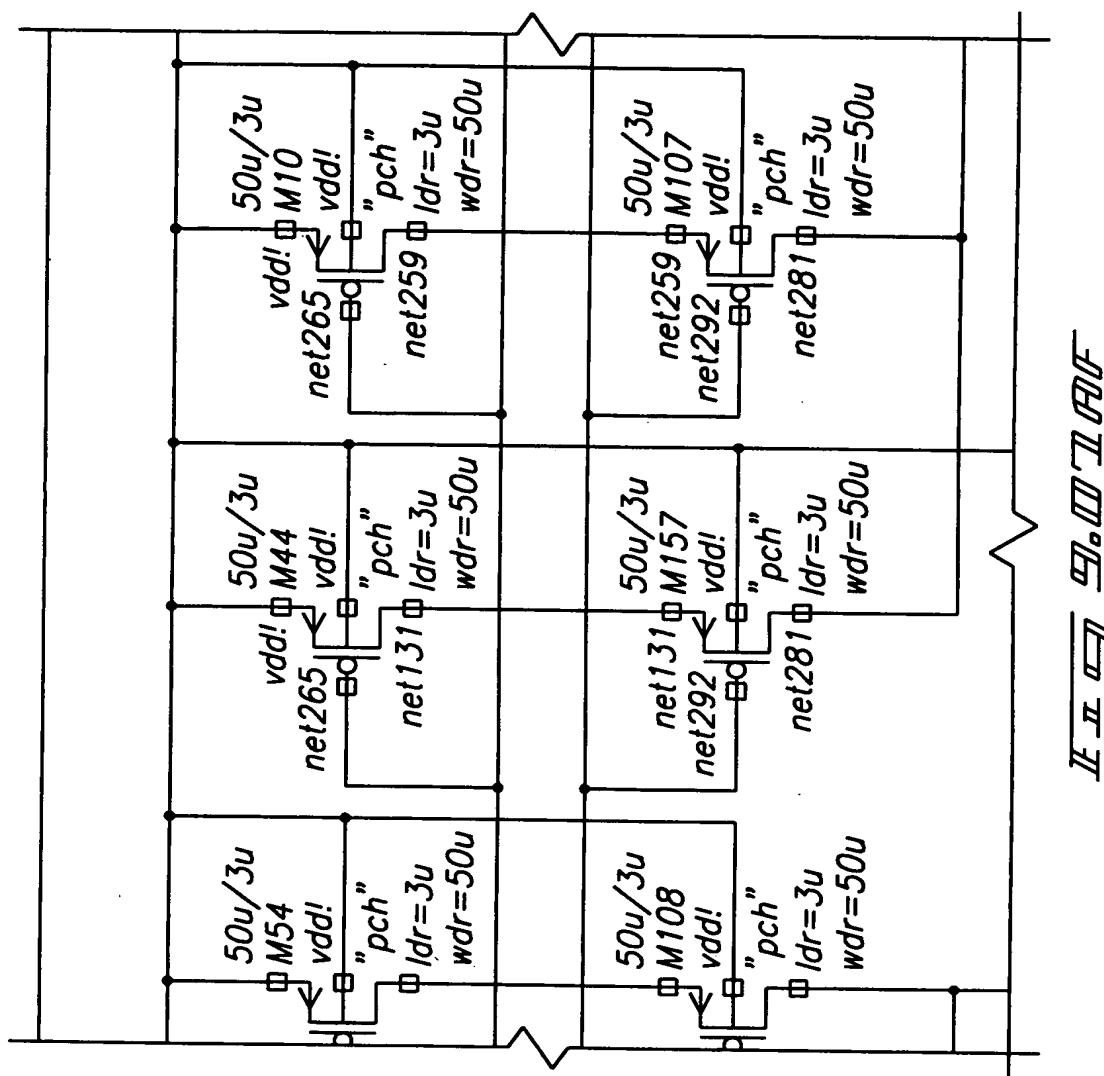 50u/3u
M54
vdd!
"pch"
ldr=3u
wdr=50u
50u/3u
vdd!
M44
net265
vdd!
"pch"
net131
ldr=3u
wdr=50u
50u/3u
vdd!
M10
net265
vdd!
"pch"
net259
ldr=3u
wdr=50u
50u/3u
M108
vdd!
"pch"
ldr=3u
wdr=50u
50u/3u
net131
M157
net292
vdd!
"pch"
net281
ldr=3u
wdr=50u
50u/3u
net259
M107
net292
vdd!
"pch"
net281
ldr=3u
wdr=50u
FIG 9.07AF